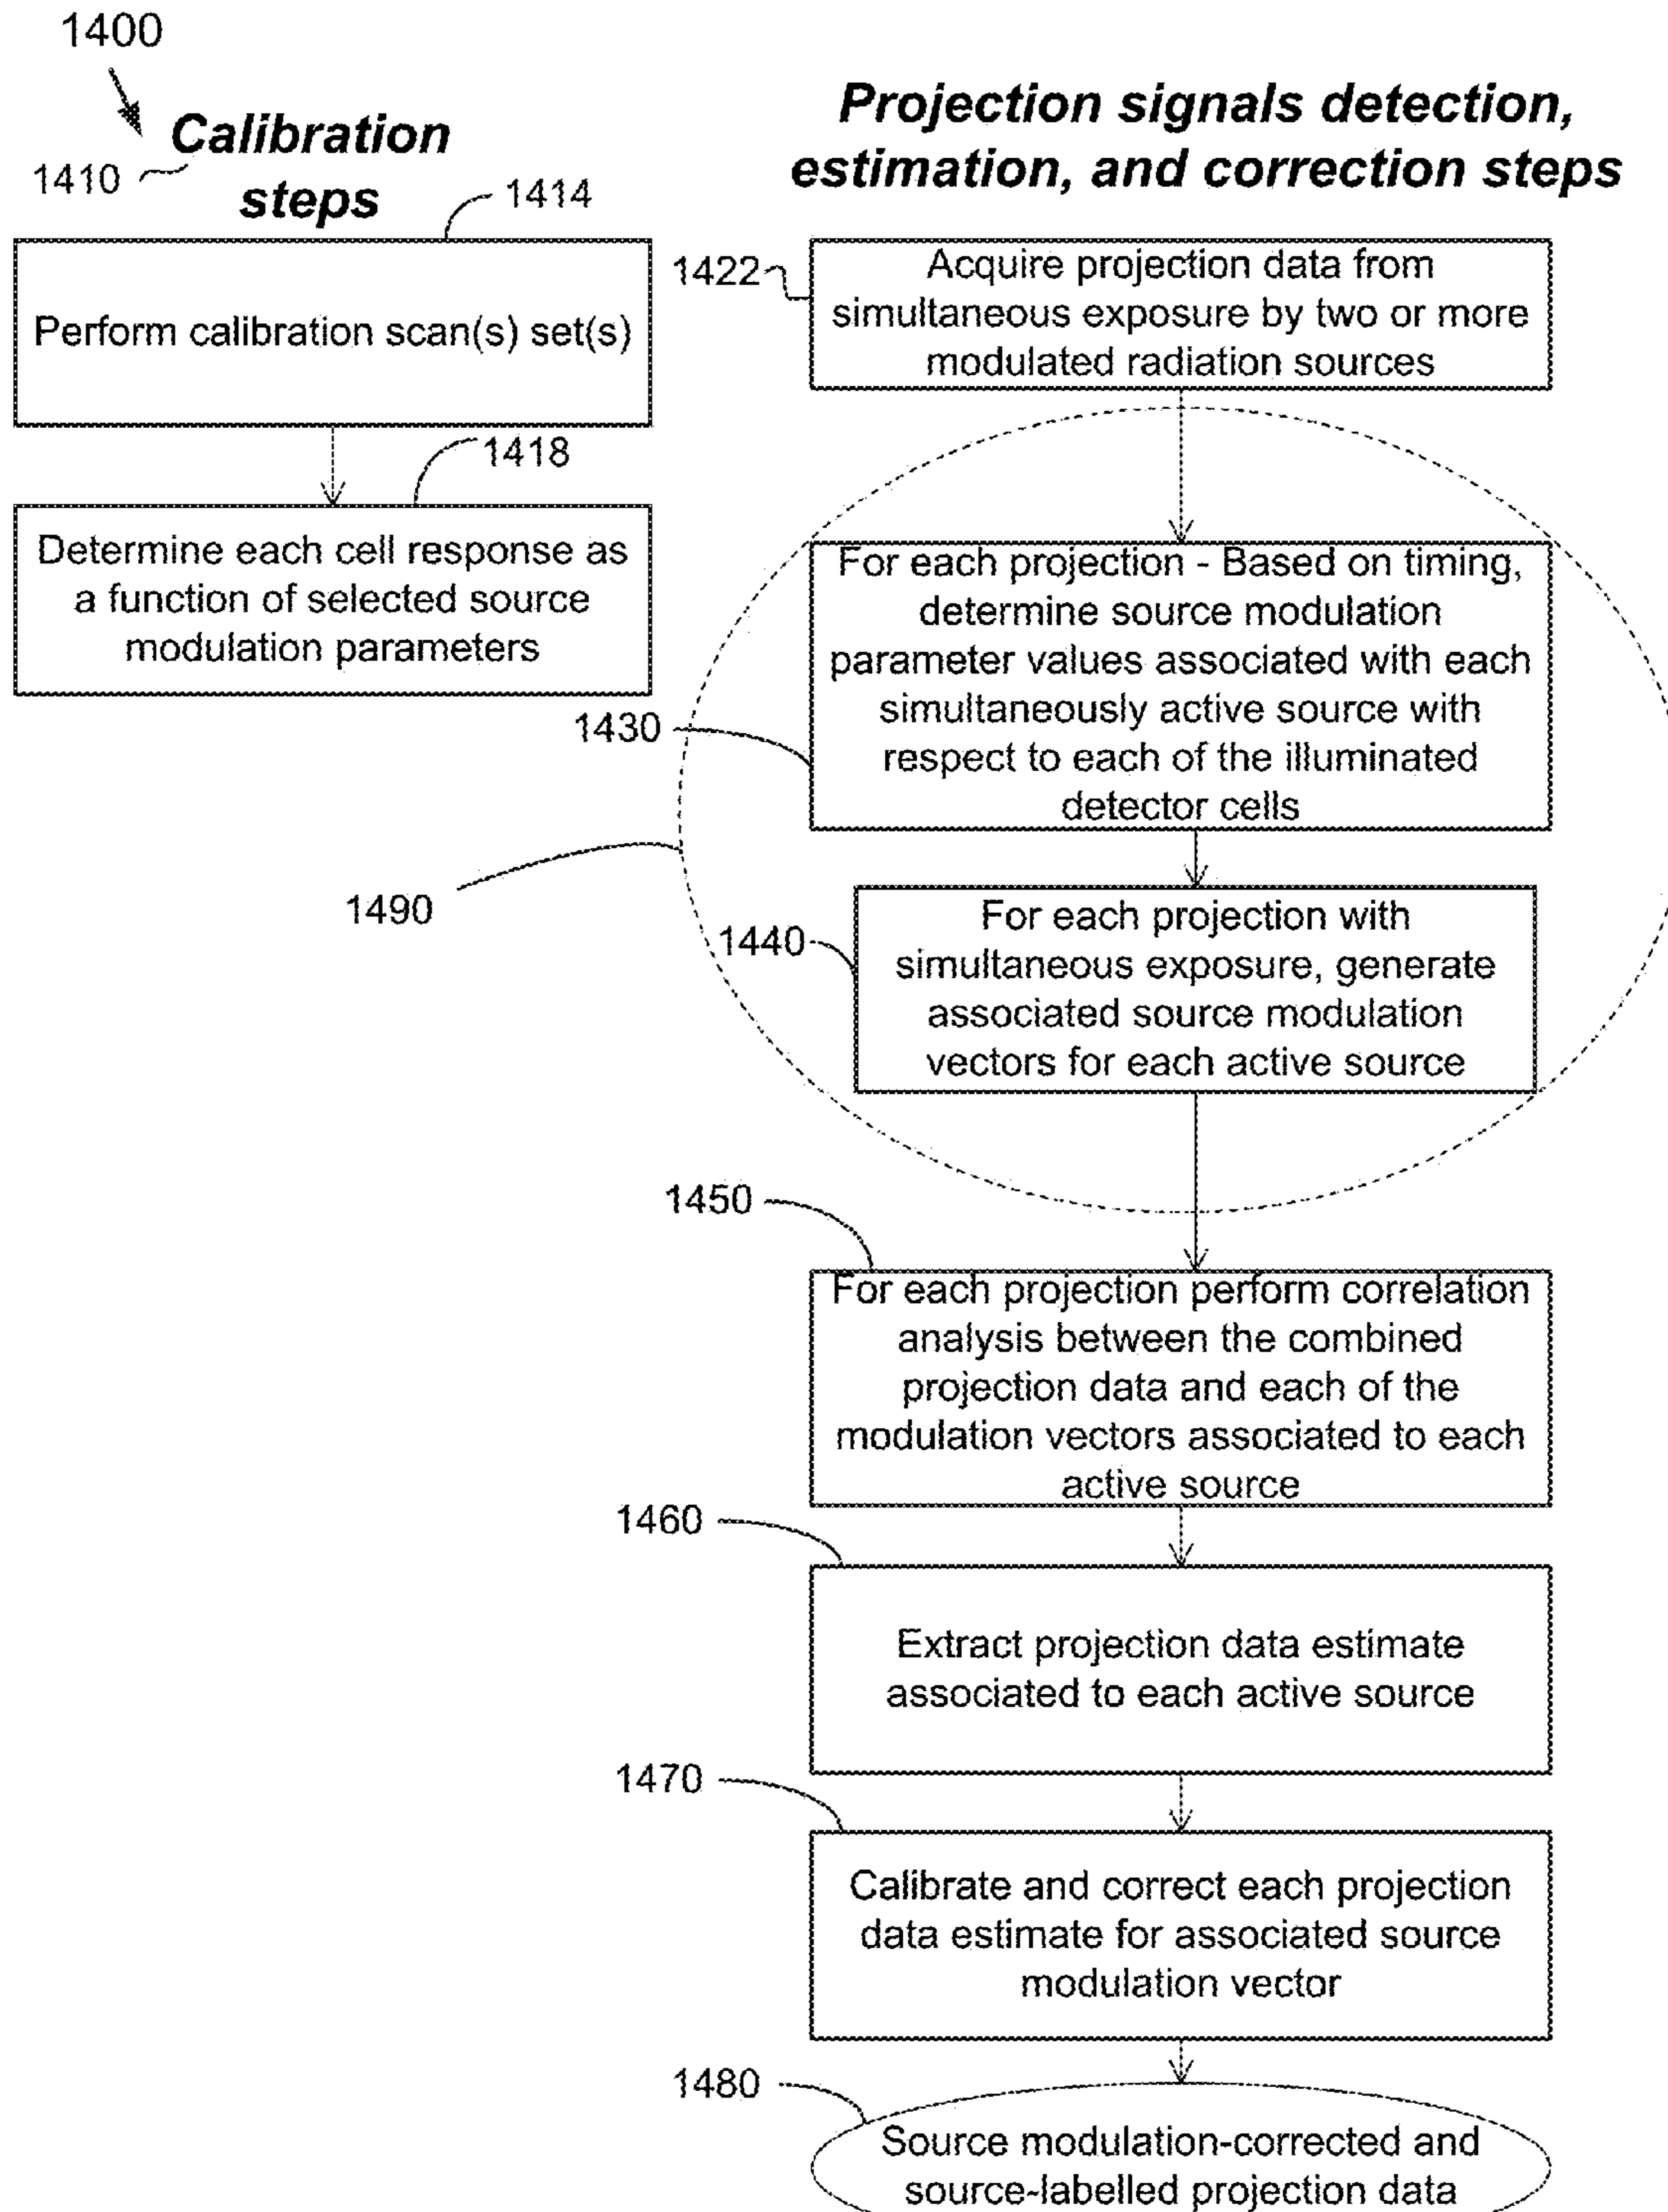 1400
Calibration
steps
1410
1414
Perform calibration scan(s) set(s)
1418
Determine each cell response as
a function of selected source
modulation parameters
Projection signals detection,
estimation, and correction steps
1422
Acquire projection data from
simultaneous exposure by two or more
modulated radiation sources
For each projection - Based on timing,
determine source modulation
parameter values associated with each
simultaneously active source with
respect to each of the illuminated
detector cells
1430
1490
1440
For each projection with
simultaneous exposure, generate
associated source modulation
vectors for each active source
1450
For each projection perform correlation
analysis between the combined
projection data and each of the
modulation vectors associated to each
active source
1460
Extract projection data estimate
associated to each active source
1470
Calibrate and correct each projection
data estimate for associated source
modulation vector
1480
Source modulation-corrected and
source-labelled projection data